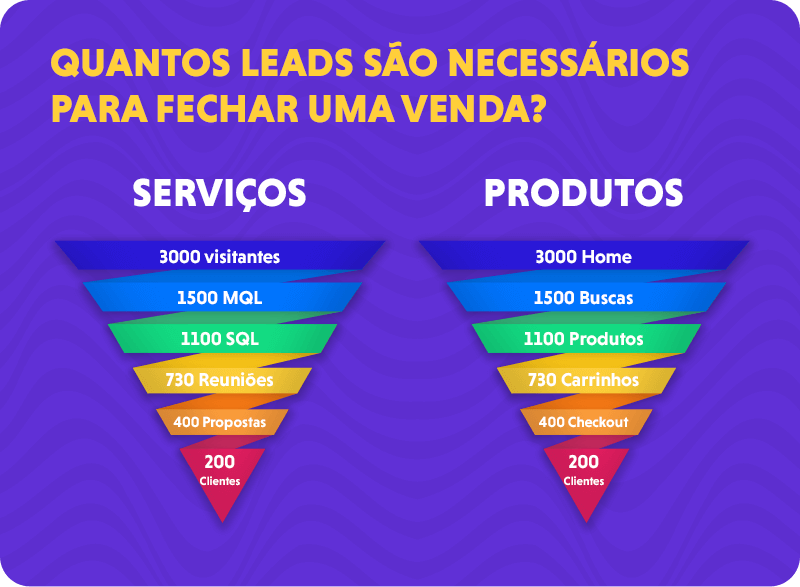 QUANTOS LEADS SÃO NECESSÁRIOS
PARA FECHAR UMA VENDA?
SERVIÇOS
3000 visitantes
1500 MQL
1100 SQL
730 Reuniões
400 Propostas
200
Clientes
PRODUTOS
3000 Home
1500 Buscas
1100 Produtos
730 Carrinhos
400 Checkout
200
Clientes